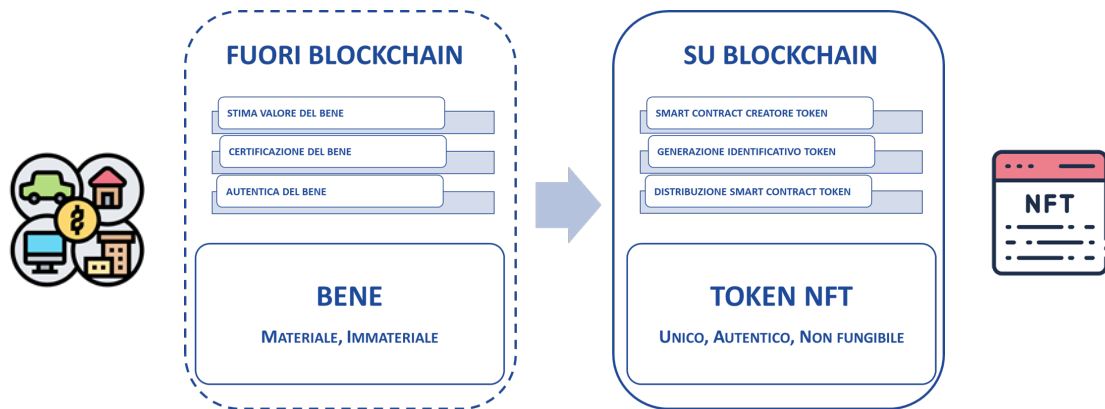 FUORI BLOCKCHAIN
STIMA VALORE DEL BENE
CERTIFICAZIONE DEL BENE
AUTENTICA DEL BENE
BENE
MATERIALE, IMMATERIALE
SU BLOCKCHAIN
SMART CONTRACT CREATORE TOKEN
GENERAZIONE IDENTIFICATIVO TOKEN
DISTRIBUZIONE SMART CONTRACT TOKEN
TOKEN NFT
UNICO, AUTENTICO, NON FUNGIBILE
NFT